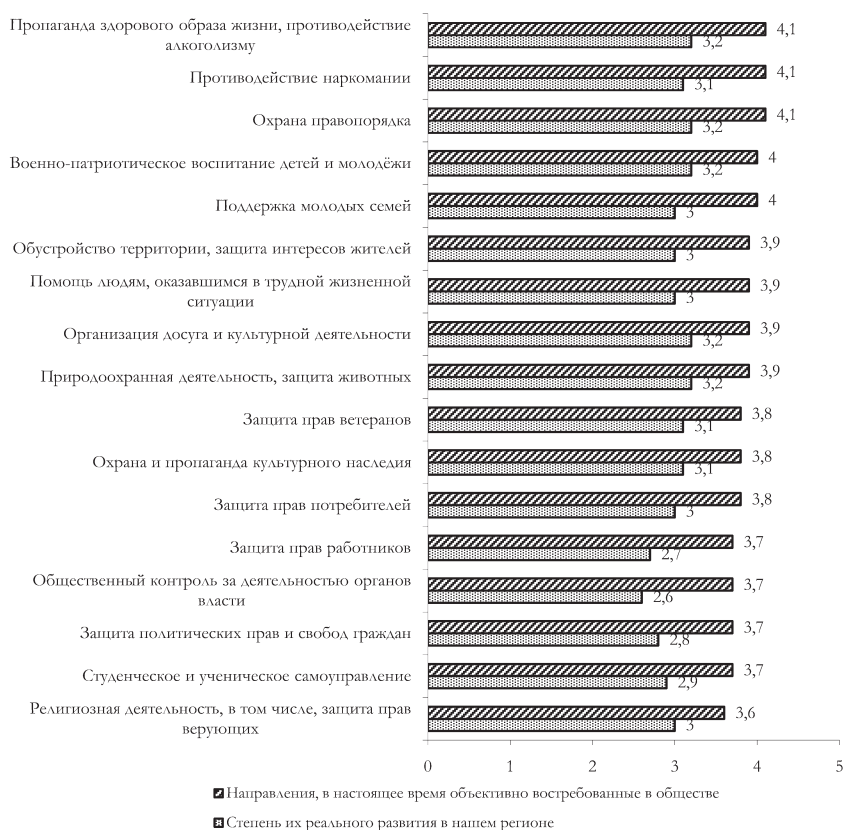 Пропаганда здорового образа жизни, противодействие
алкоголизму
4,1
3,2
Противодействие наркомании
4,1
3,1
Охрана правопорядка
4,1
3,2
Военно-патриотическое воспитание детей и молодёжи
4
3,2
Поддержка молодых семей
4
3
Обустройство территории, защита интересов жителей
3,9
3
Помощь людям, оказавшимся в трудной жизненной
ситуации
3,9
3
Организация досуга и культурной деятельности
3,9
3,2
Природоохранная деятельность, защита животных
3,9
3,2
Защита прав ветеранов
3,8
3,1
Охрана и пропаганда культурного наследия
3,8
3,1
Защита прав потребителей
3,8
3
Защита прав работников
3,7
2,7
Общественный контроль за деятельностью органов
власти
3,7
2,6
Защита политических прав и свобод граждан
3,7
2,8
Студенческое и ученическое самоуправление
3,7
2,9
Религиозная деятельность, в том числе, защита прав
верующих
3,6
3
0 1 2 3 4 5
Направления, в настоящее время объективно востребованные в обществе
Степень их реального развития в нашем регионе